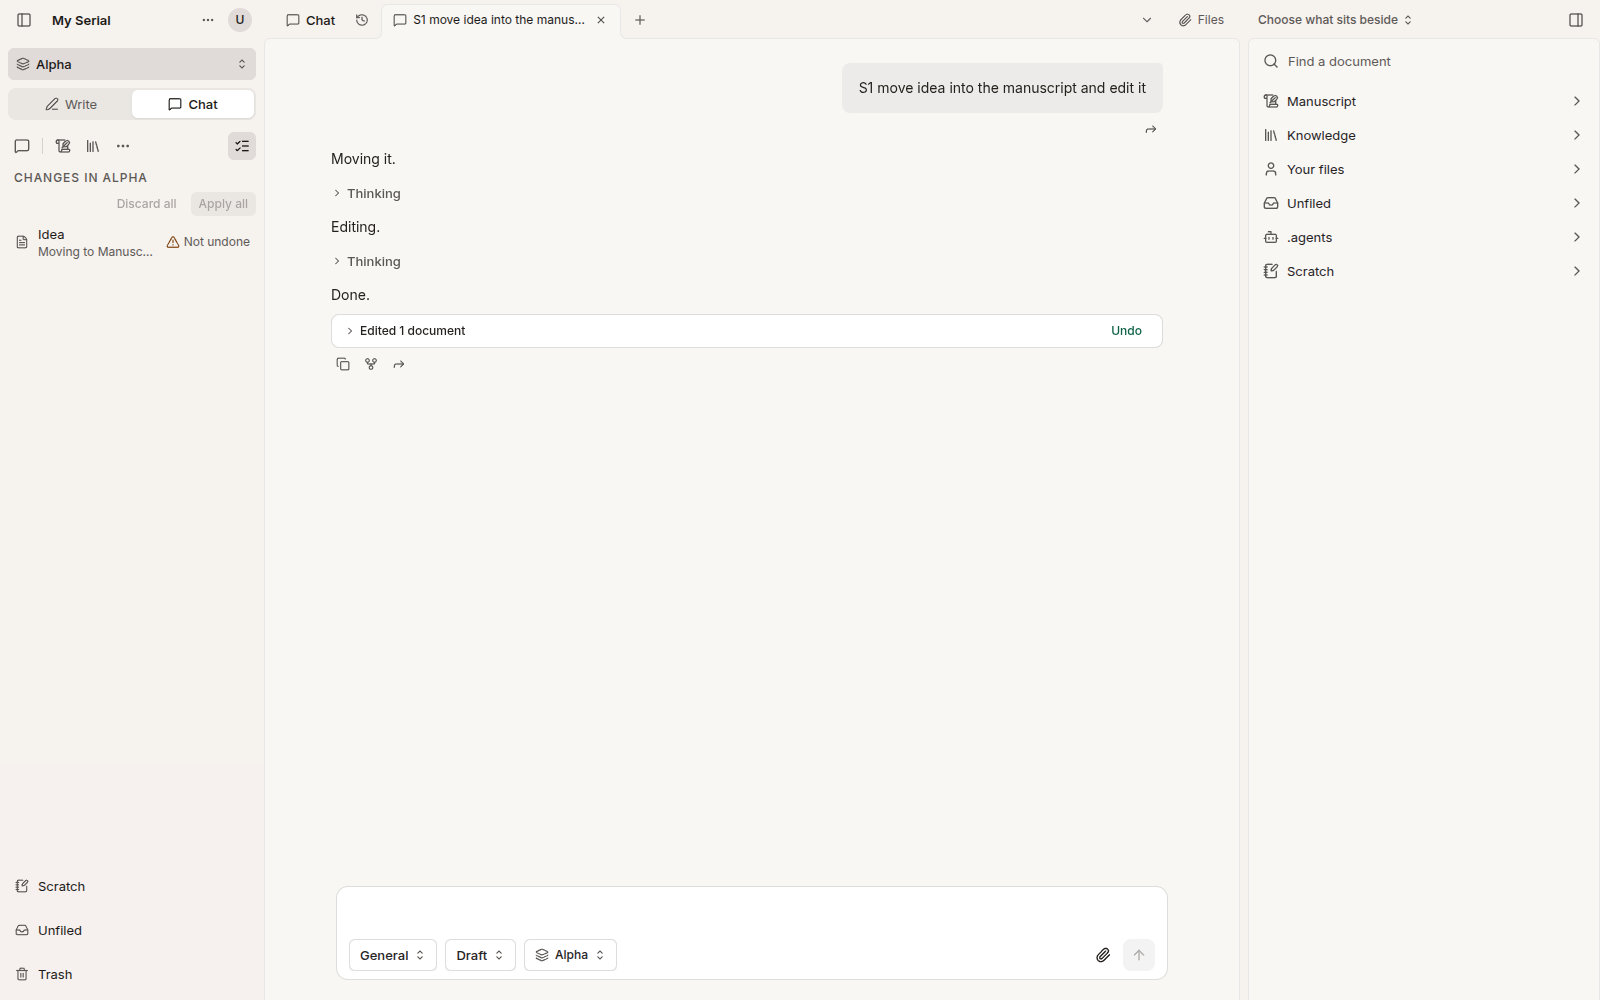 My Serial
U
Chat
S1 move idea into the manus...
Files
Choose what sits beside
Alpha
Write
Chat
CHANGES IN ALPHA
Discard all
Apply all
Idea
Moving to Manusc...
Not undone
Scratch
Unfiled
Trash
S1 move idea into the manuscript and edit it
Moving it.
Thinking
Editing.
Thinking
Done.
Edited 1 document
Undo
General
Draft
Alpha
Find a document
Manuscript
Knowledge
Your files
Unfiled
.agents
Scratch